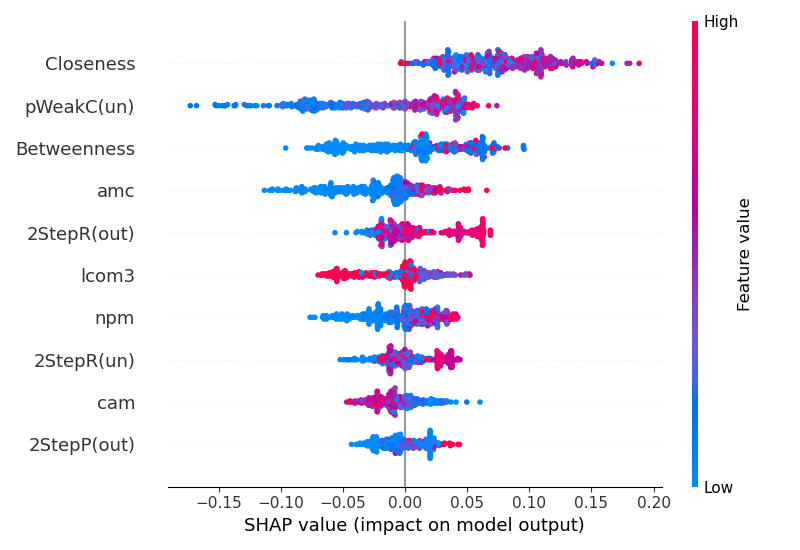 High
Closeness
pWeakC(un)
Betweenness
amc
2StepR(out)
lcom3
npm
2StepR(un)
cam
2StepP(out)
Feature value
Low
−0.15 −0.10 −0.05 0.00 0.05 0.10 0.15 0.20
SHAP value (impact on model output)